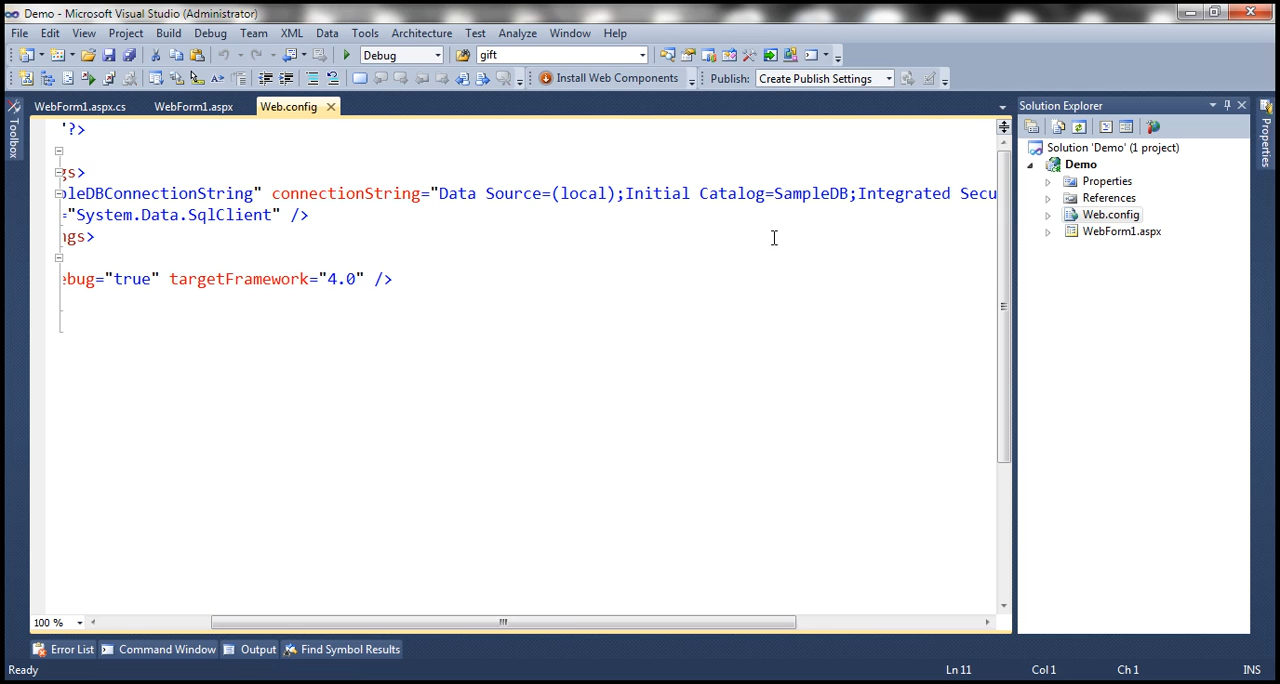 Demo - Microsoft Visual Studio (Administrator)
File Edit View Project Build Debug Team XML Data Tools Architecture Test Analyze Window Help
Debug gift
Install Web Components Publish: Create Publish Settings
WebForm1.aspx.cs WebForm1.aspx Web.config
Solution Explorer
Toolbox
Properties
'?>
gs>
pleDBConnectionString" connectionString="Data Source=(local);Initial Catalog=SampleDB;Integrated Secu
="System.Data.SqlClient" />
ngs>
ebug="true" targetFramework="4.0" />
Solution 'Demo' (1 project)
Demo
Properties
References
Web.config
WebForm1.aspx
100 %
Error List Command Window Output Find Symbol Results
Ready Ln 11 Col 1 Ch 1 INS